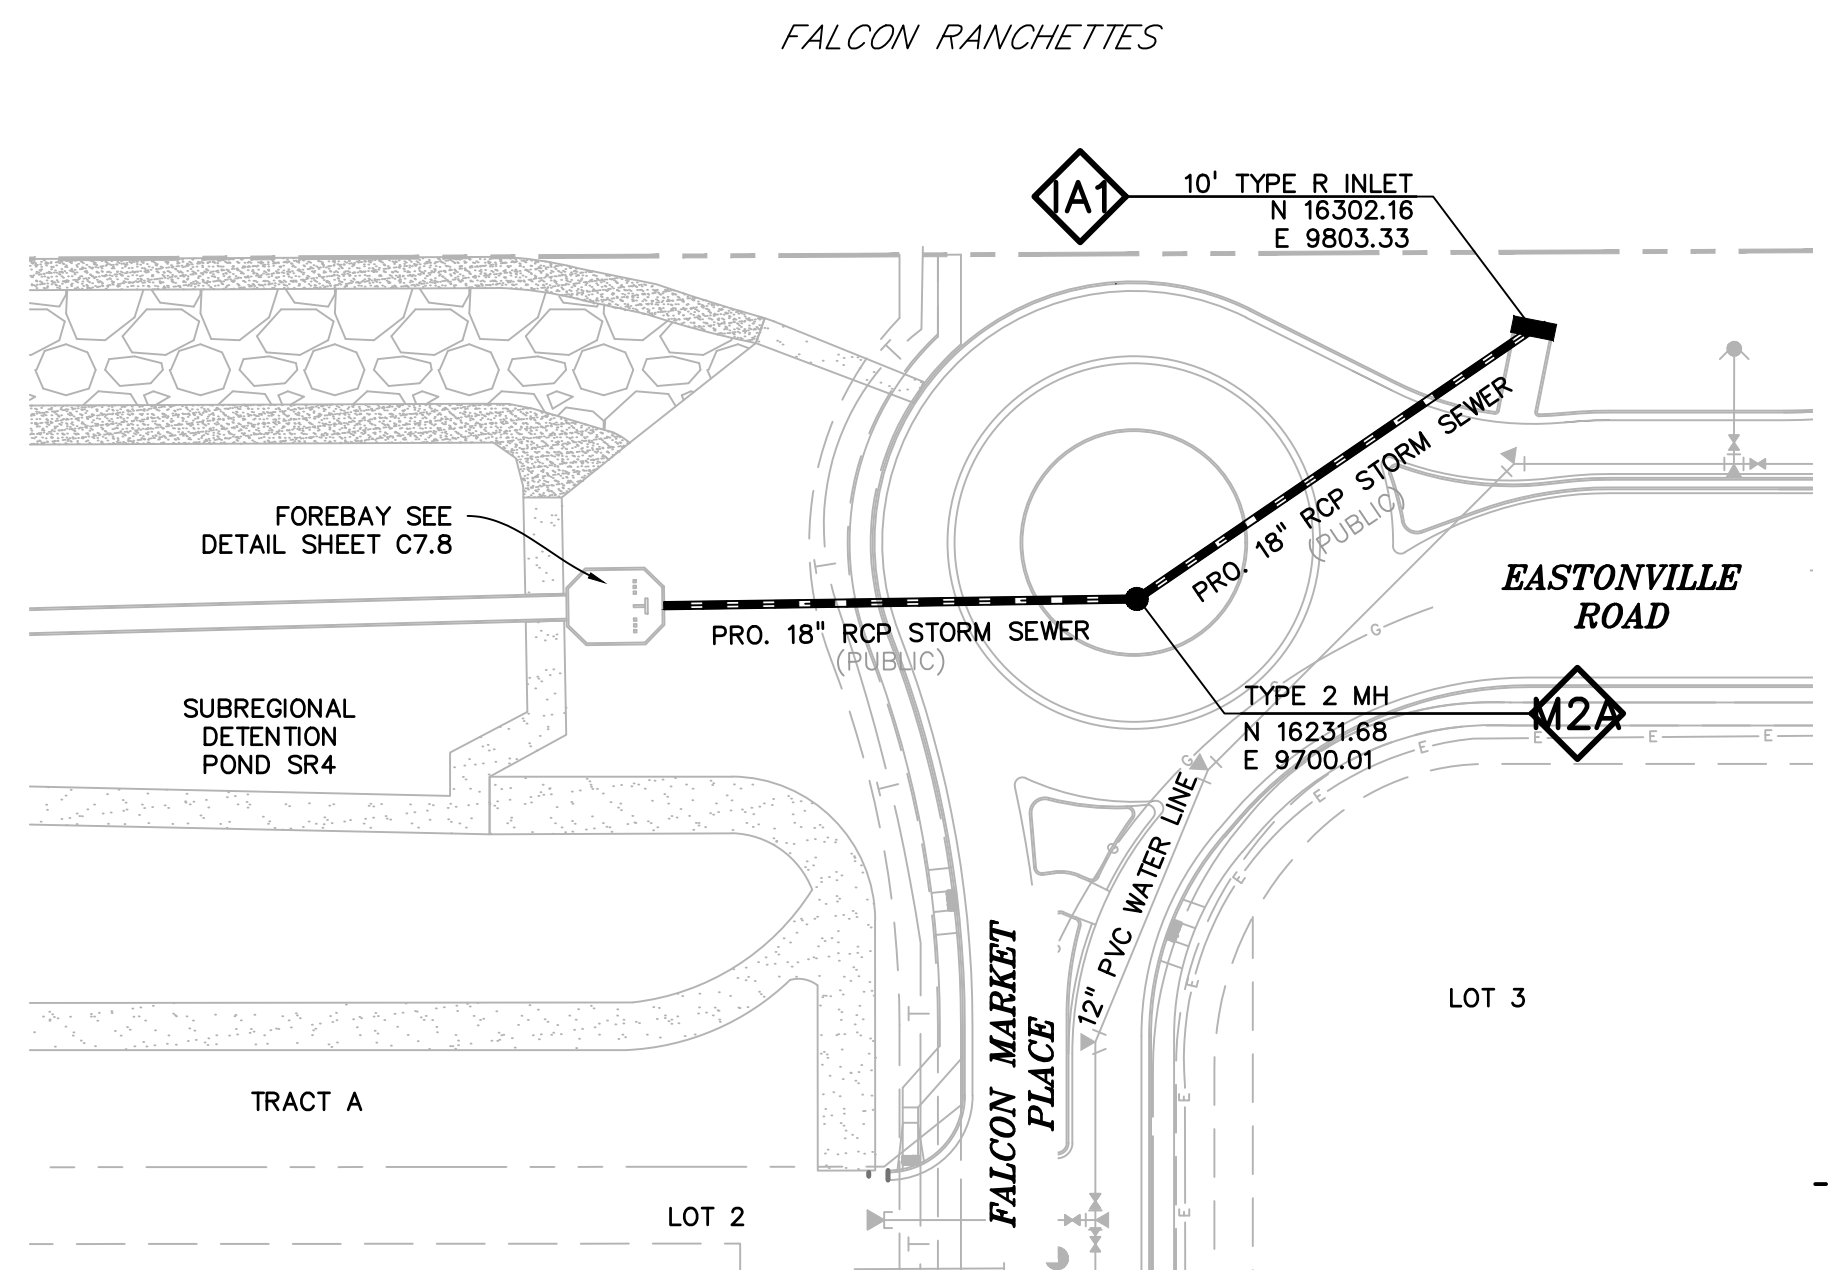 FALCON RANCHETTES
IA1
10' TYPE R INLET
N 16302.16
E 9803.33
FOREBAY SEE
DETAIL SHEET C7.8
PRO. 18" RCP STORM SEWER
(PUBLIC)
PRO. 18" RCP STORM SEWER
(PUBLIC)
EASTONVILLE
ROAD
SUBREGIONAL
DETENTION
POND SR4
TYPE 2 MH
N 16231.68
E 9700.01
M2A
12" PVC WATER LINE
FALCON MARKET
PLACE
LOT 3
TRACT A
LOT 2
G
G
G
E
E
E
E
E
E
E
E
E
T
T
T
T
T